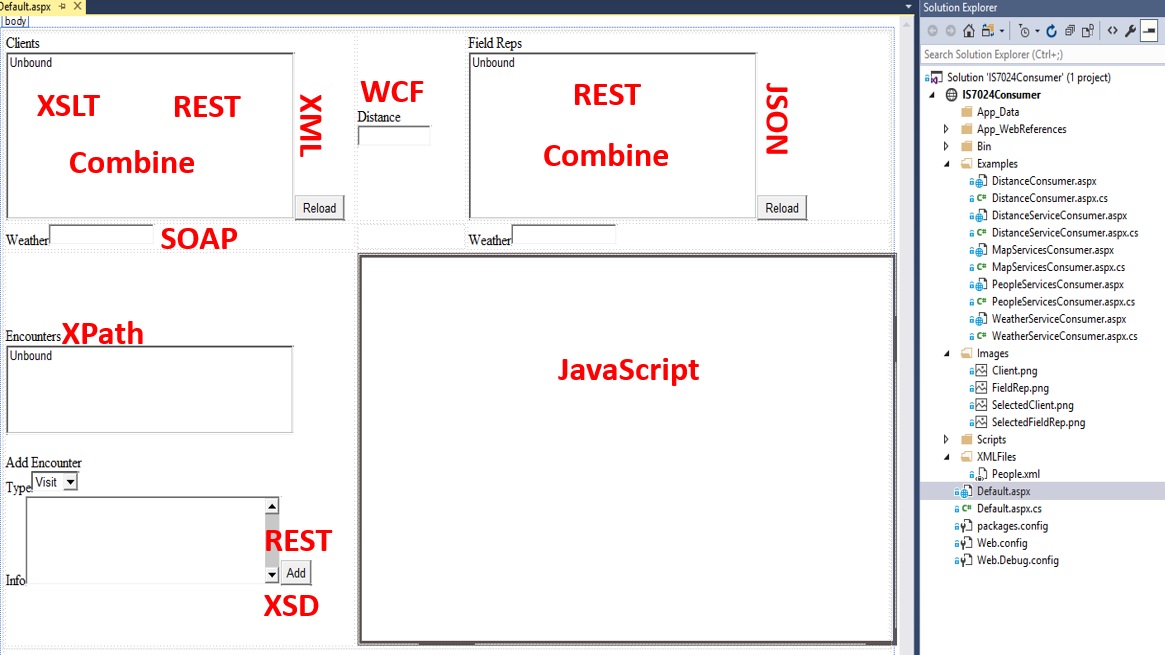 Default.aspx
body
Clients
Unbound
XSLT
REST
XML
Combine
Reload
WCF
Distance
Field Reps
Unbound
REST
JSON
Combine
Reload
Weather
SOAP
Weather
Encounters
XPath
Unbound
JavaScript
Add Encounter
Type
Visit
REST
Info
Add
XSD
Solution Explorer
Search Solution Explorer (Ctrl+;)
Solution 'IS7024Consumer' (1 project)
IS7024Consumer
App_Data
App_WebReferences
Bin
Examples
DistanceConsumer.aspx
DistanceConsumer.aspx.cs
DistanceServiceConsumer.aspx
DistanceServiceConsumer.aspx.cs
MapServicesConsumer.aspx
MapServicesConsumer.aspx.cs
PeopleServicesConsumer.aspx
PeopleServicesConsumer.aspx.cs
WeatherServiceConsumer.aspx
WeatherServiceConsumer.aspx.cs
Images
Client.png
FieldRep.png
SelectedClient.png
SelectedFieldRep.png
Scripts
XMLFiles
People.xml
Default.aspx
Default.aspx.cs
packages.config
Web.config
Web.Debug.config